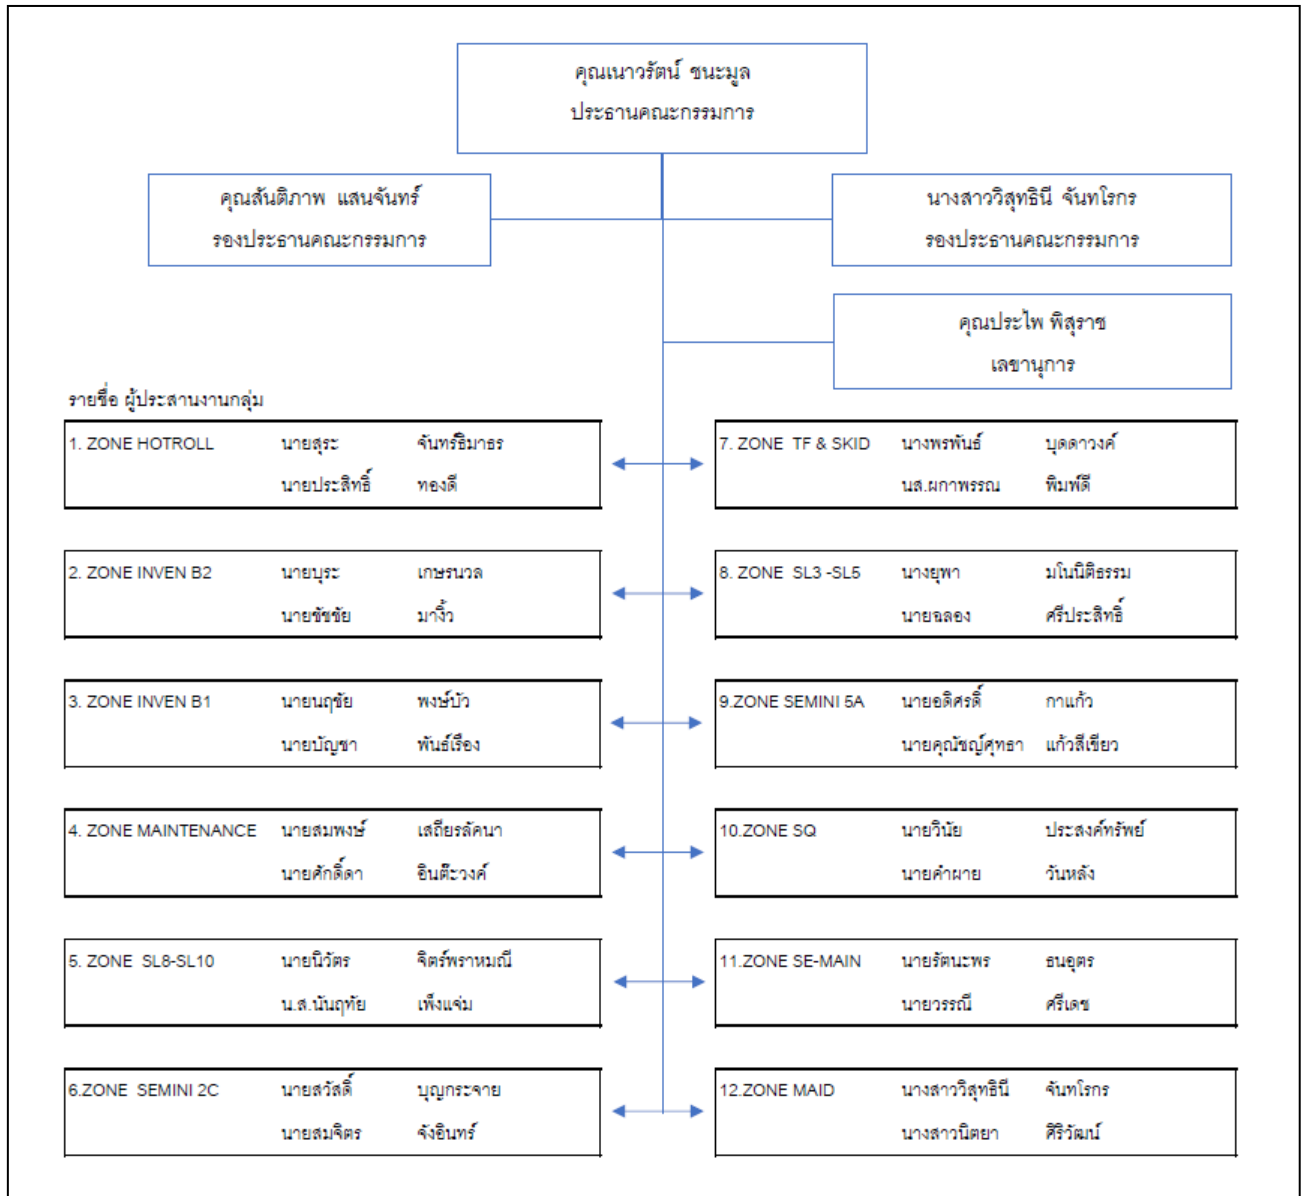 คุณเนาวรัตน์ ชนะมูล
ประธานคณะกรรมการ
คุณสันติภาพ แสนจันทร์
รองประธานคณะกรรมการ
นางสาววิสุทธินี จันทโรกร
รองประธานคณะกรรมการ
คุณประไพ พิสุราช
เลขานุการ
รายชื่อ ผู้ประสานงานกลุ่ม
1. ZONE HOTROLL นายสุระ จันทร์ธิมาธร
นายประสิทธิ์ ทองดี
7. ZONE TF & SKID นางพรพันธ์ บุดดาวงค์
นส.ผกาพรรณ พิมพ์ดี
2. ZONE INVEN B2 นายบุระ เกษรนวล
นายชัชชัย มางิ้ว
8. ZONE SL3 -SL5 นางยุพา มโนนิติธรรม
นายฉลอง ศรีประสิทธิ์
3. ZONE INVEN B1 นายนฤชัย พงษ์บัว
นายบัญชา พันธ์เรือง
9.ZONE SEMINI 5A นายอดิศรดิ์ กาแก้ว
นายคุณัชญ์ศุทธา แก้วสีเขียว
4. ZONE MAINTENANCE นายสมพงษ์ เสถียรลัคนา
นายศักดิ์ดา อินต๊ะวงค์
10.ZONE SQ นายวินัย ประสงค์ทรัพย์
นายคำผาย วันหลัง
5. ZONE SL8-SL10 นายนิวัตร จิตร์พราหมณี
น.ส.นันฤทัย เพ็งแจ่ม
11.ZONE SE-MAIN นายรัตนะพร ธนอุตร
นายวรรณี ศรีเดช
6.ZONE SEMINI 2C นายสวัสดิ์ บุญกระจาย
นายสมจิตร จังอินทร์
12.ZONE MAID นางสาววิสุทธินี จันทโรกร
นางสาวนิตยา ศิริวัฒน์